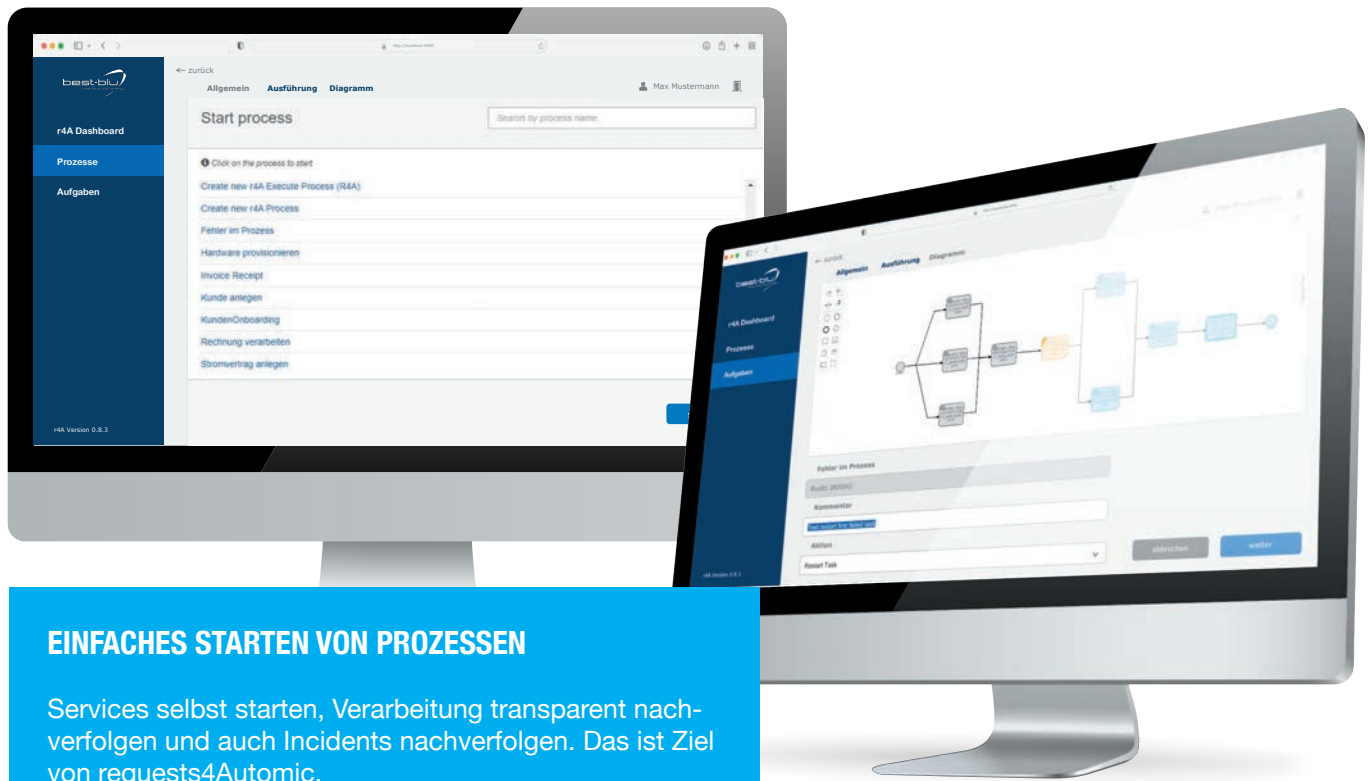 best-blu
← zurück
Allgemein Ausführung Diagramm
Max Mustermann
r4A Dashboard
Prozesse
Aufgaben
r4A Version 0.8.3
Start process
Search by process name
Click on the process to start
Create new r4A Execute Process (R4A)
Create new r4A Process
Fehler im Prozess
Hardware provisionieren
Invoice Receipt
Kunde anlegen
KundenOnboarding
Rechnung verarbeiten
Stromvertrag anlegen
best-blu
← zurück
Allgemein Ausführung Diagramm
r4A Dashboard
Prozesse
Aufgaben
Fehler im Prozess
Kommentar
Aktion
Restart Task
abbrechen weiter
EINFACHES STARTEN VON PROZESSEN
Services selbst starten, Verarbeitung transparent nach-
verfolgen und auch Incidents nachverfolgen. Das ist Ziel
von requests4Automic.